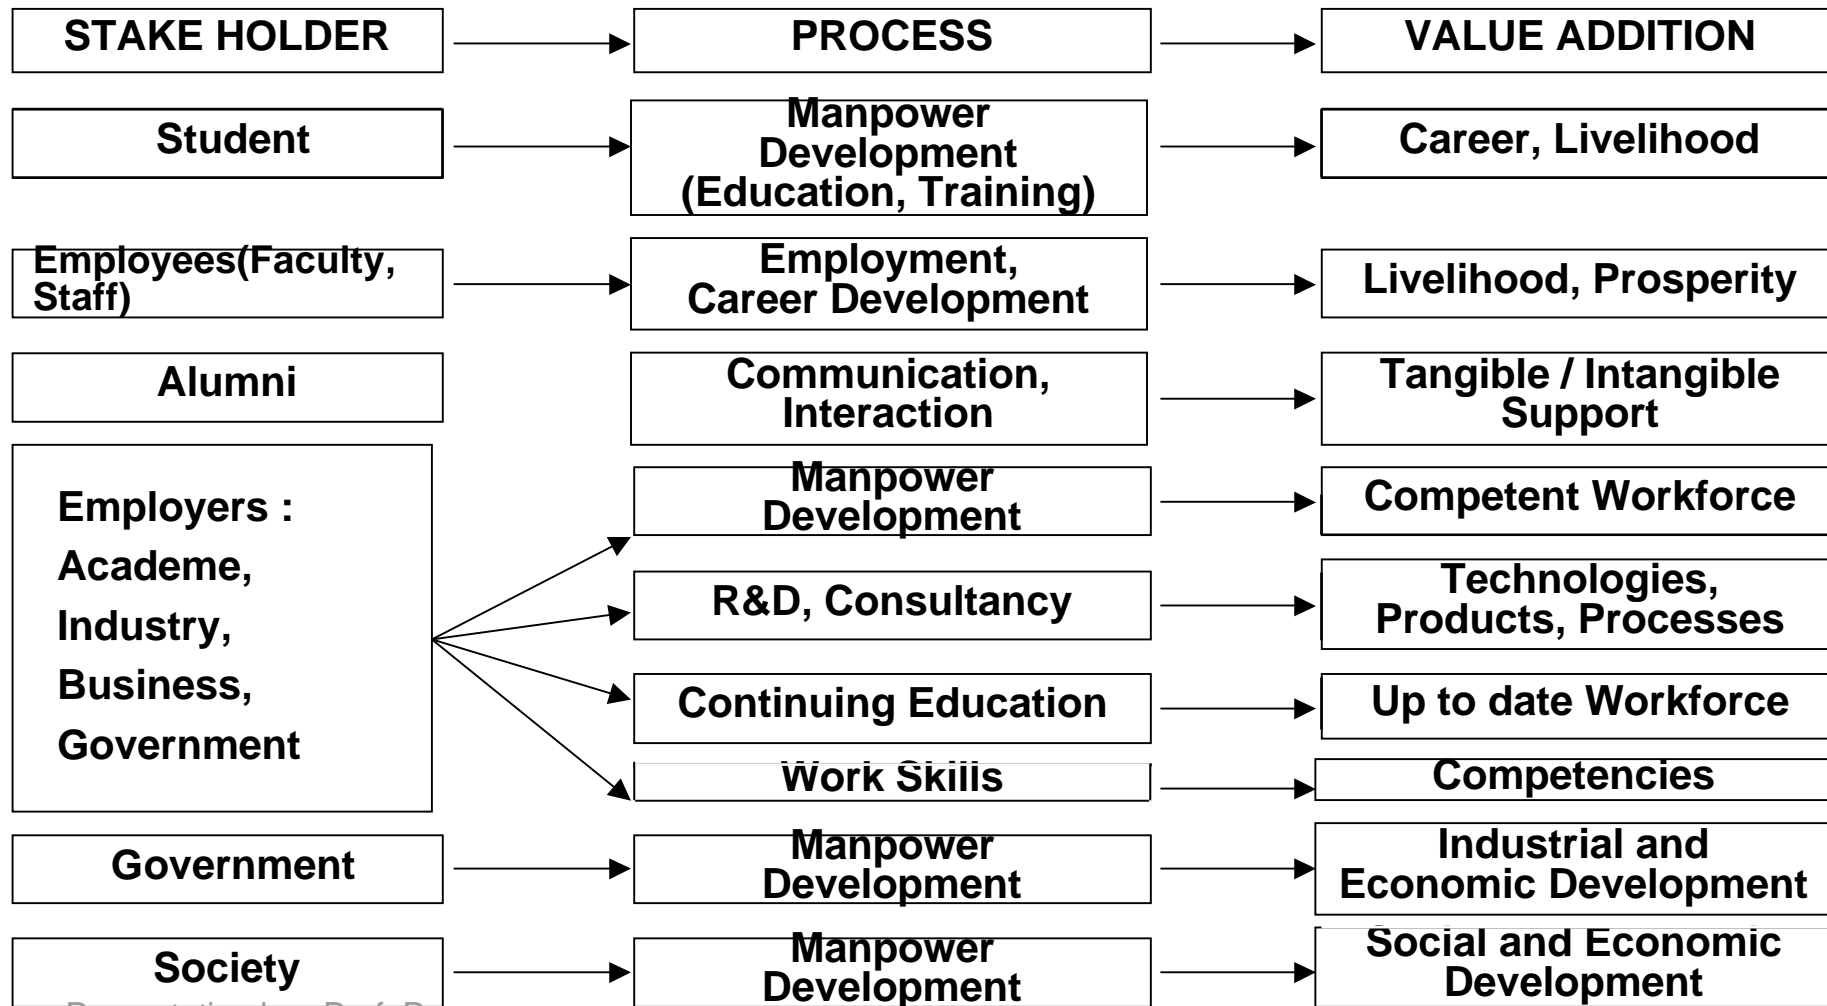 STAKE HOLDER
PROCESS
VALUE ADDITION
Student
Manpower
Development
(Education, Training)
Career, Livelihood
Employees(Faculty,
Staff)
Employment,
Career Development
Livelihood, Prosperity
Alumni
Communication,
Interaction
Tangible / Intangible
Support
Employers :
Academe,
Industry,
Business,
Government
Manpower
Development
Competent Workforce
R&D, Consultancy
Technologies,
Products, Processes
Continuing Education
Up to date Workforce
Work Skills
Competencies
Government
Manpower
Development
Industrial and
Economic Development
Society
Manpower
Development
Social and Economic
Development